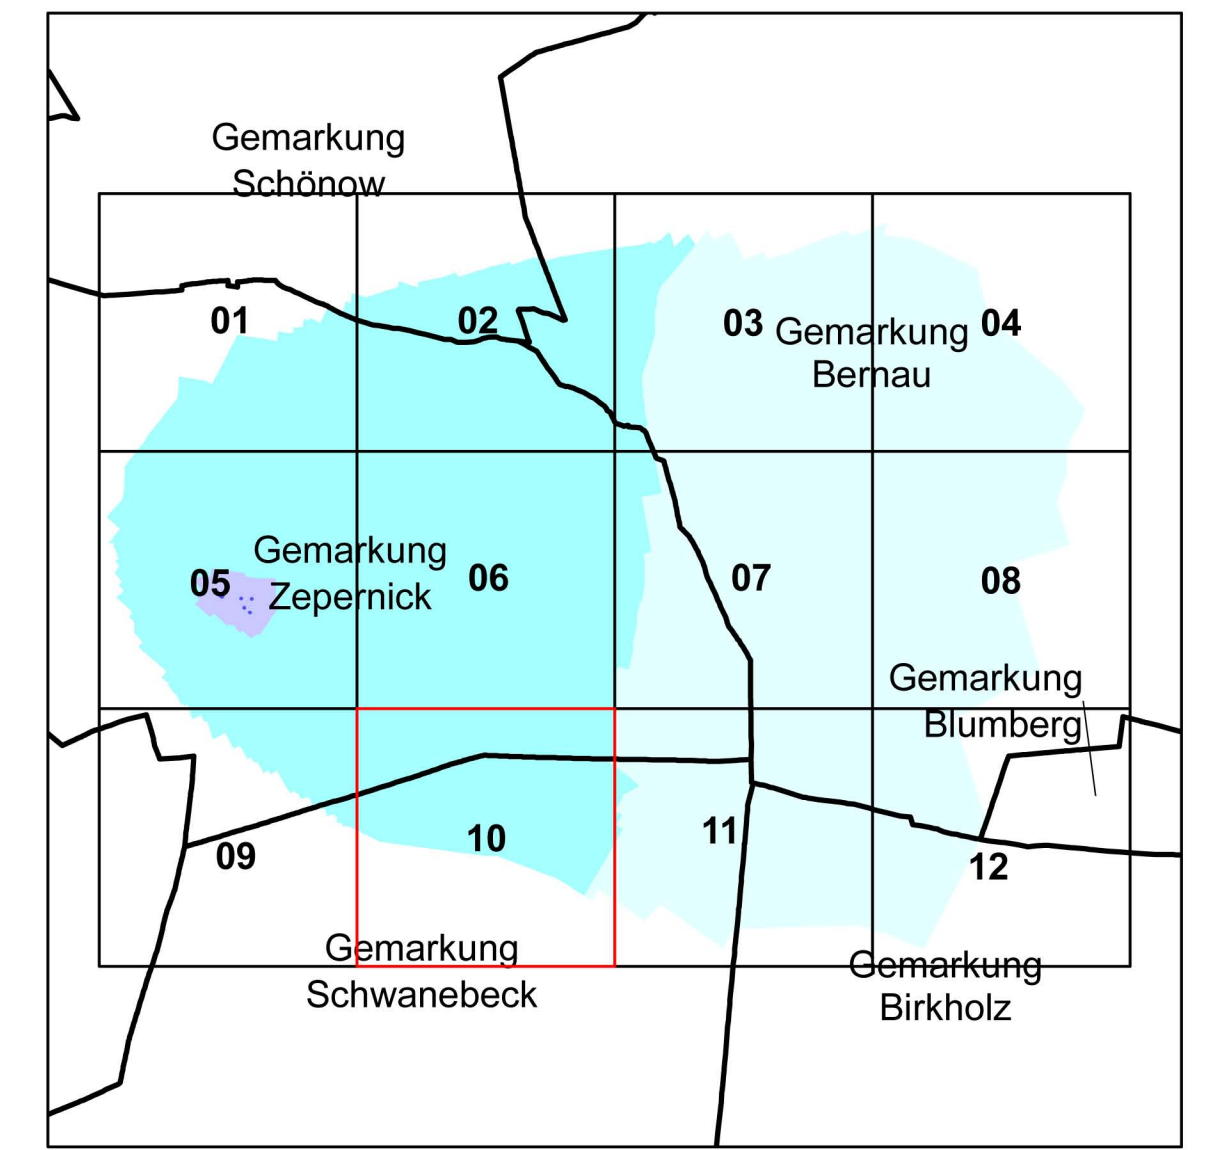 Gemarkung
Schönow
01
02
03
Gemarkung
Bernau
04
05
Gemarkung
Zepernick
06
07
08
Gemarkung
Blumberg
09
10
11
12
Gemarkung
Schwanebeck
Gemarkung
Birkholz